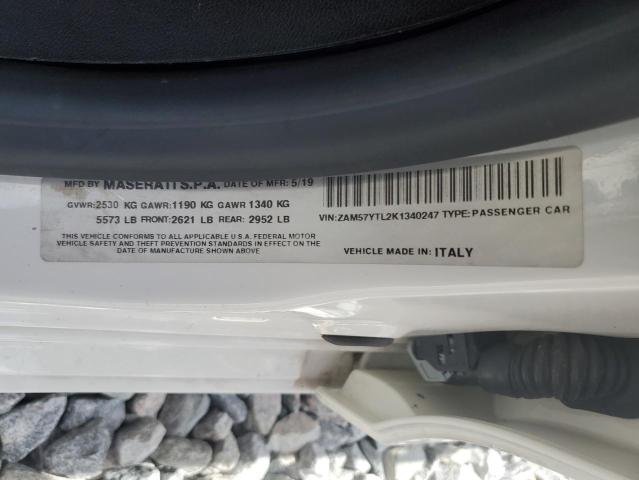 MFD BY MASERATI S.P.A. DATE OF MFR: 5/19
GVWR:2530 KG GAWR:1190 KG GAWR 1340 KG
5573 LB FRONT:2621 LB REAR: 2952 LB
THIS VEHICLE CONFORMS TO ALL APPLICABLE U.S.A. FEDERAL MOTOR
VEHICLE SAFETY AND THEFT PREVENTION STANDARDS IN EFFECT ON THE
DATE OF MANUFACTURE SHOWN ABOVE.
VIN:ZAM57YTL2K1340247 TYPE:PASSENGER CAR
VEHICLE MADE IN: ITALY